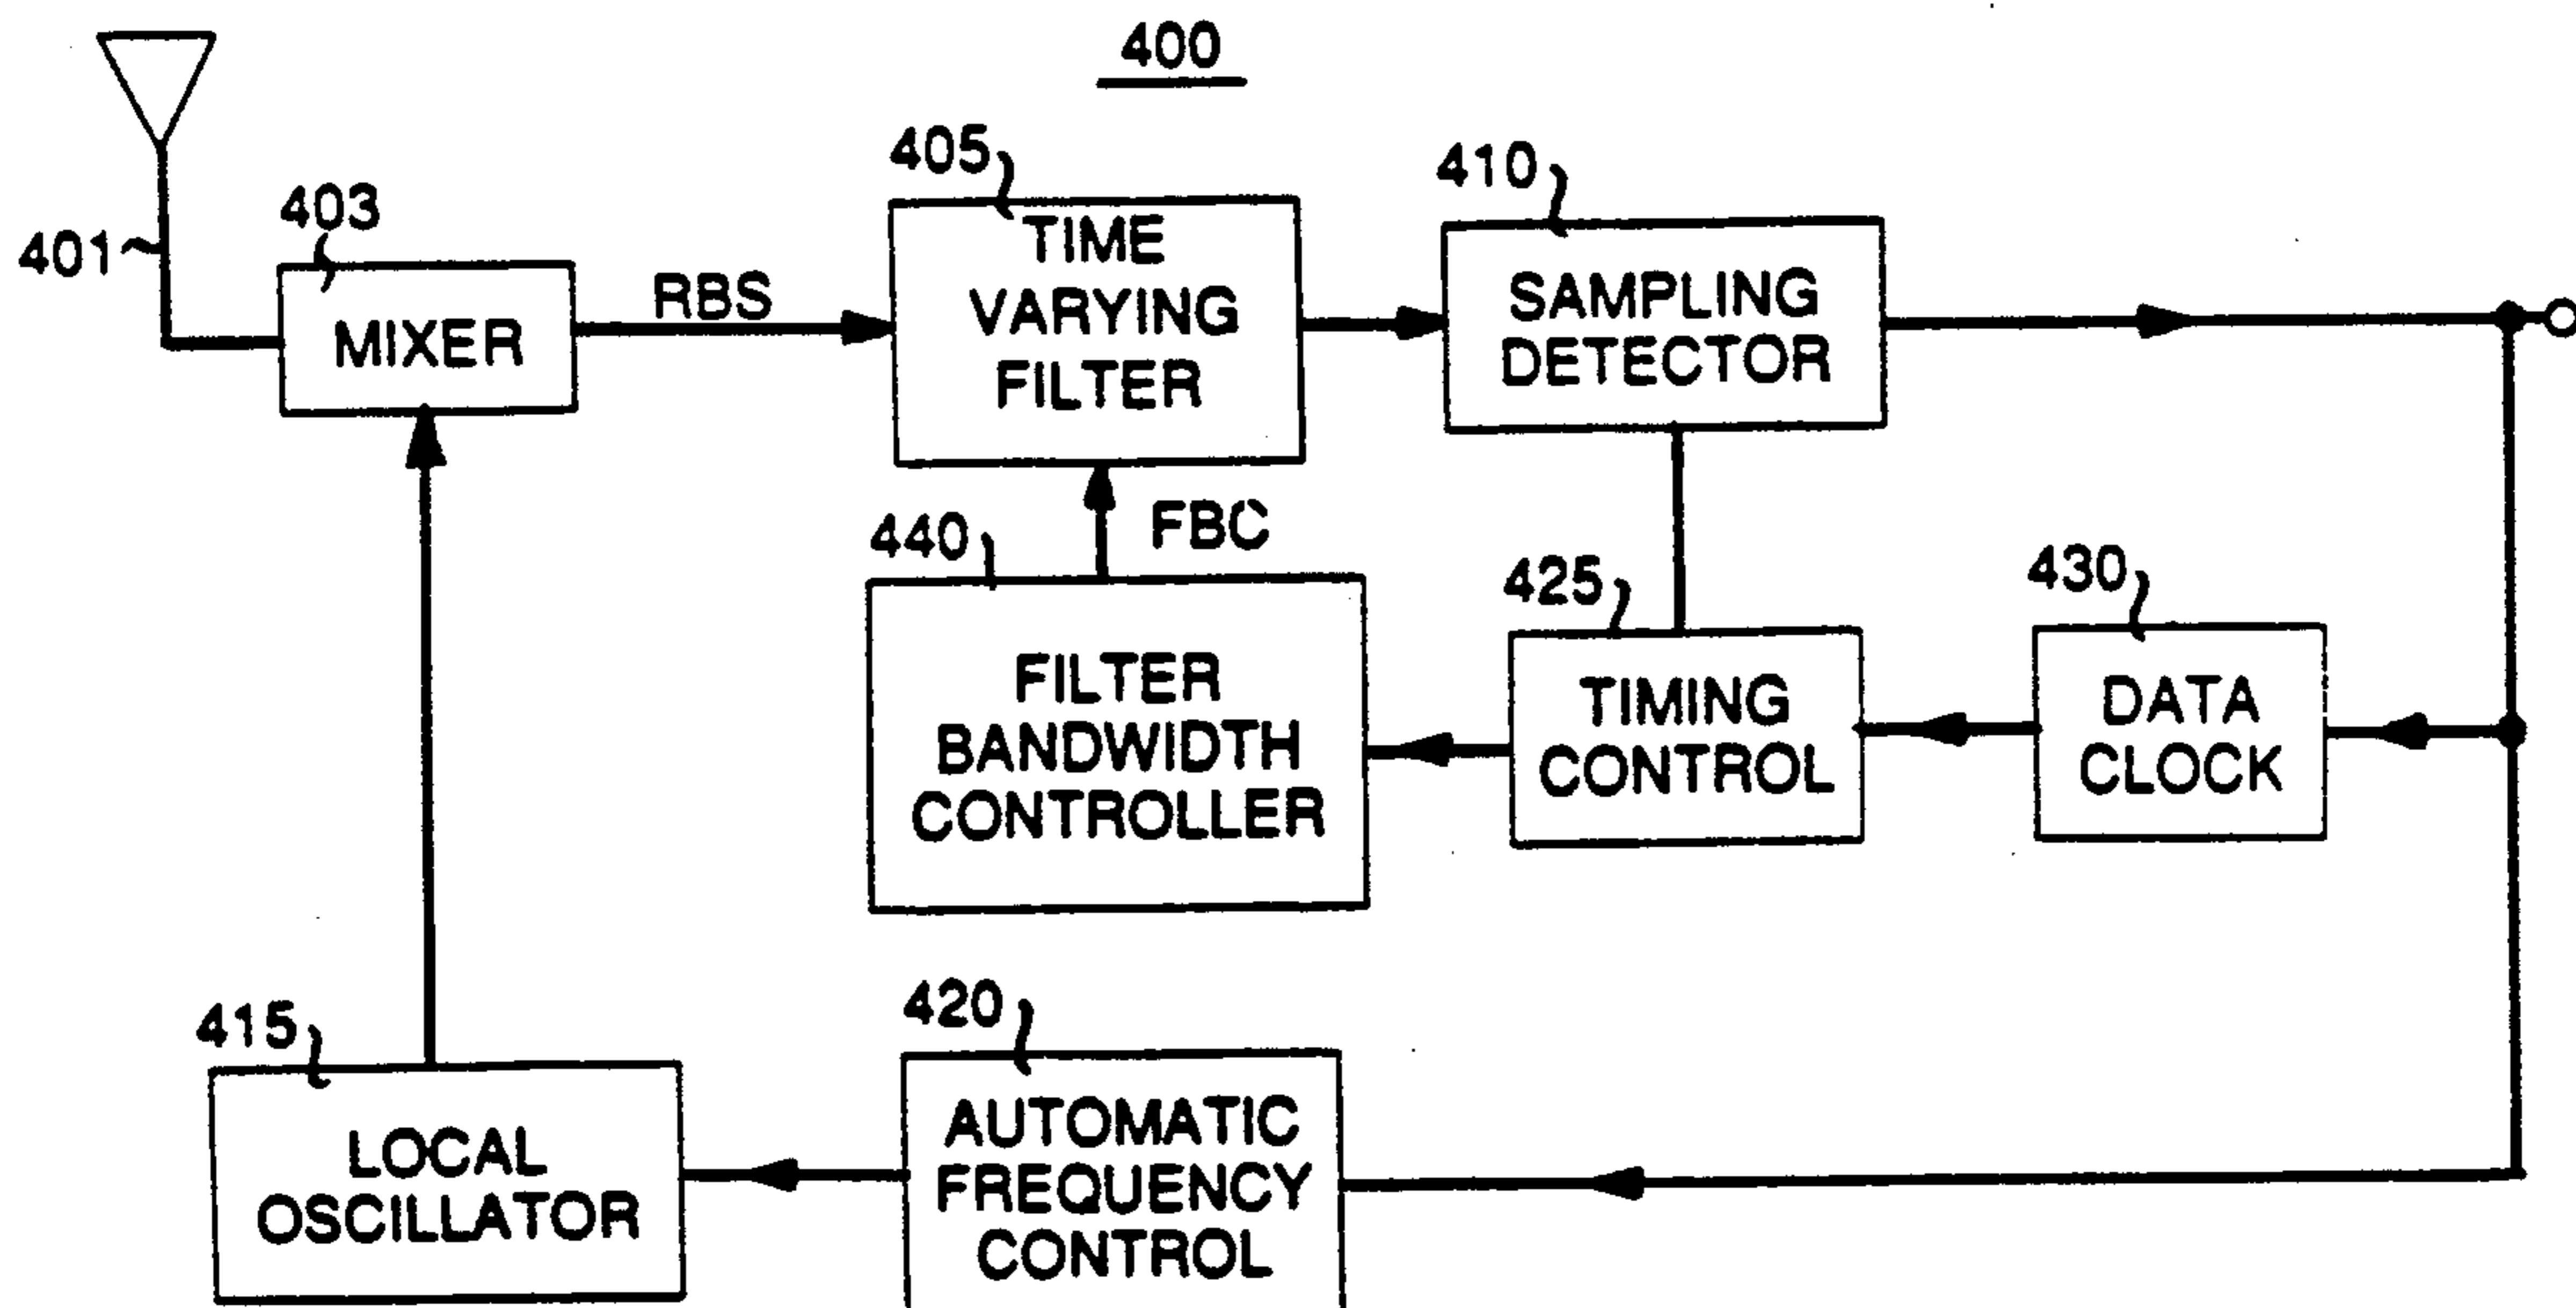 400
401
403
MIXER
RBS
405
TIME
VARYING
FILTER
410
SAMPLING
DETECTOR
440
FBC
FILTER
BANDWIDTH
CONTROLLER
425
TIMING
CONTROL
430
DATA
CLOCK
415
LOCAL
OSCILLATOR
420
AUTOMATIC
FREQUENCY
CONTROL